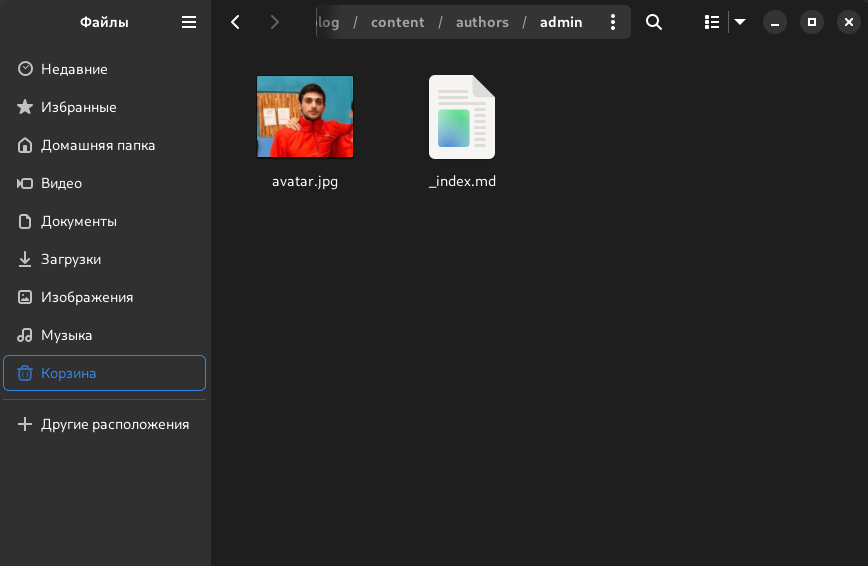 Файлы
log / content / authors / admin
Недавние
Избранные
Домашняя папка
Видео
Документы
Загрузки
Изображения
Музыка
Корзина
Другие расположения
avatar.jpg
_index.md